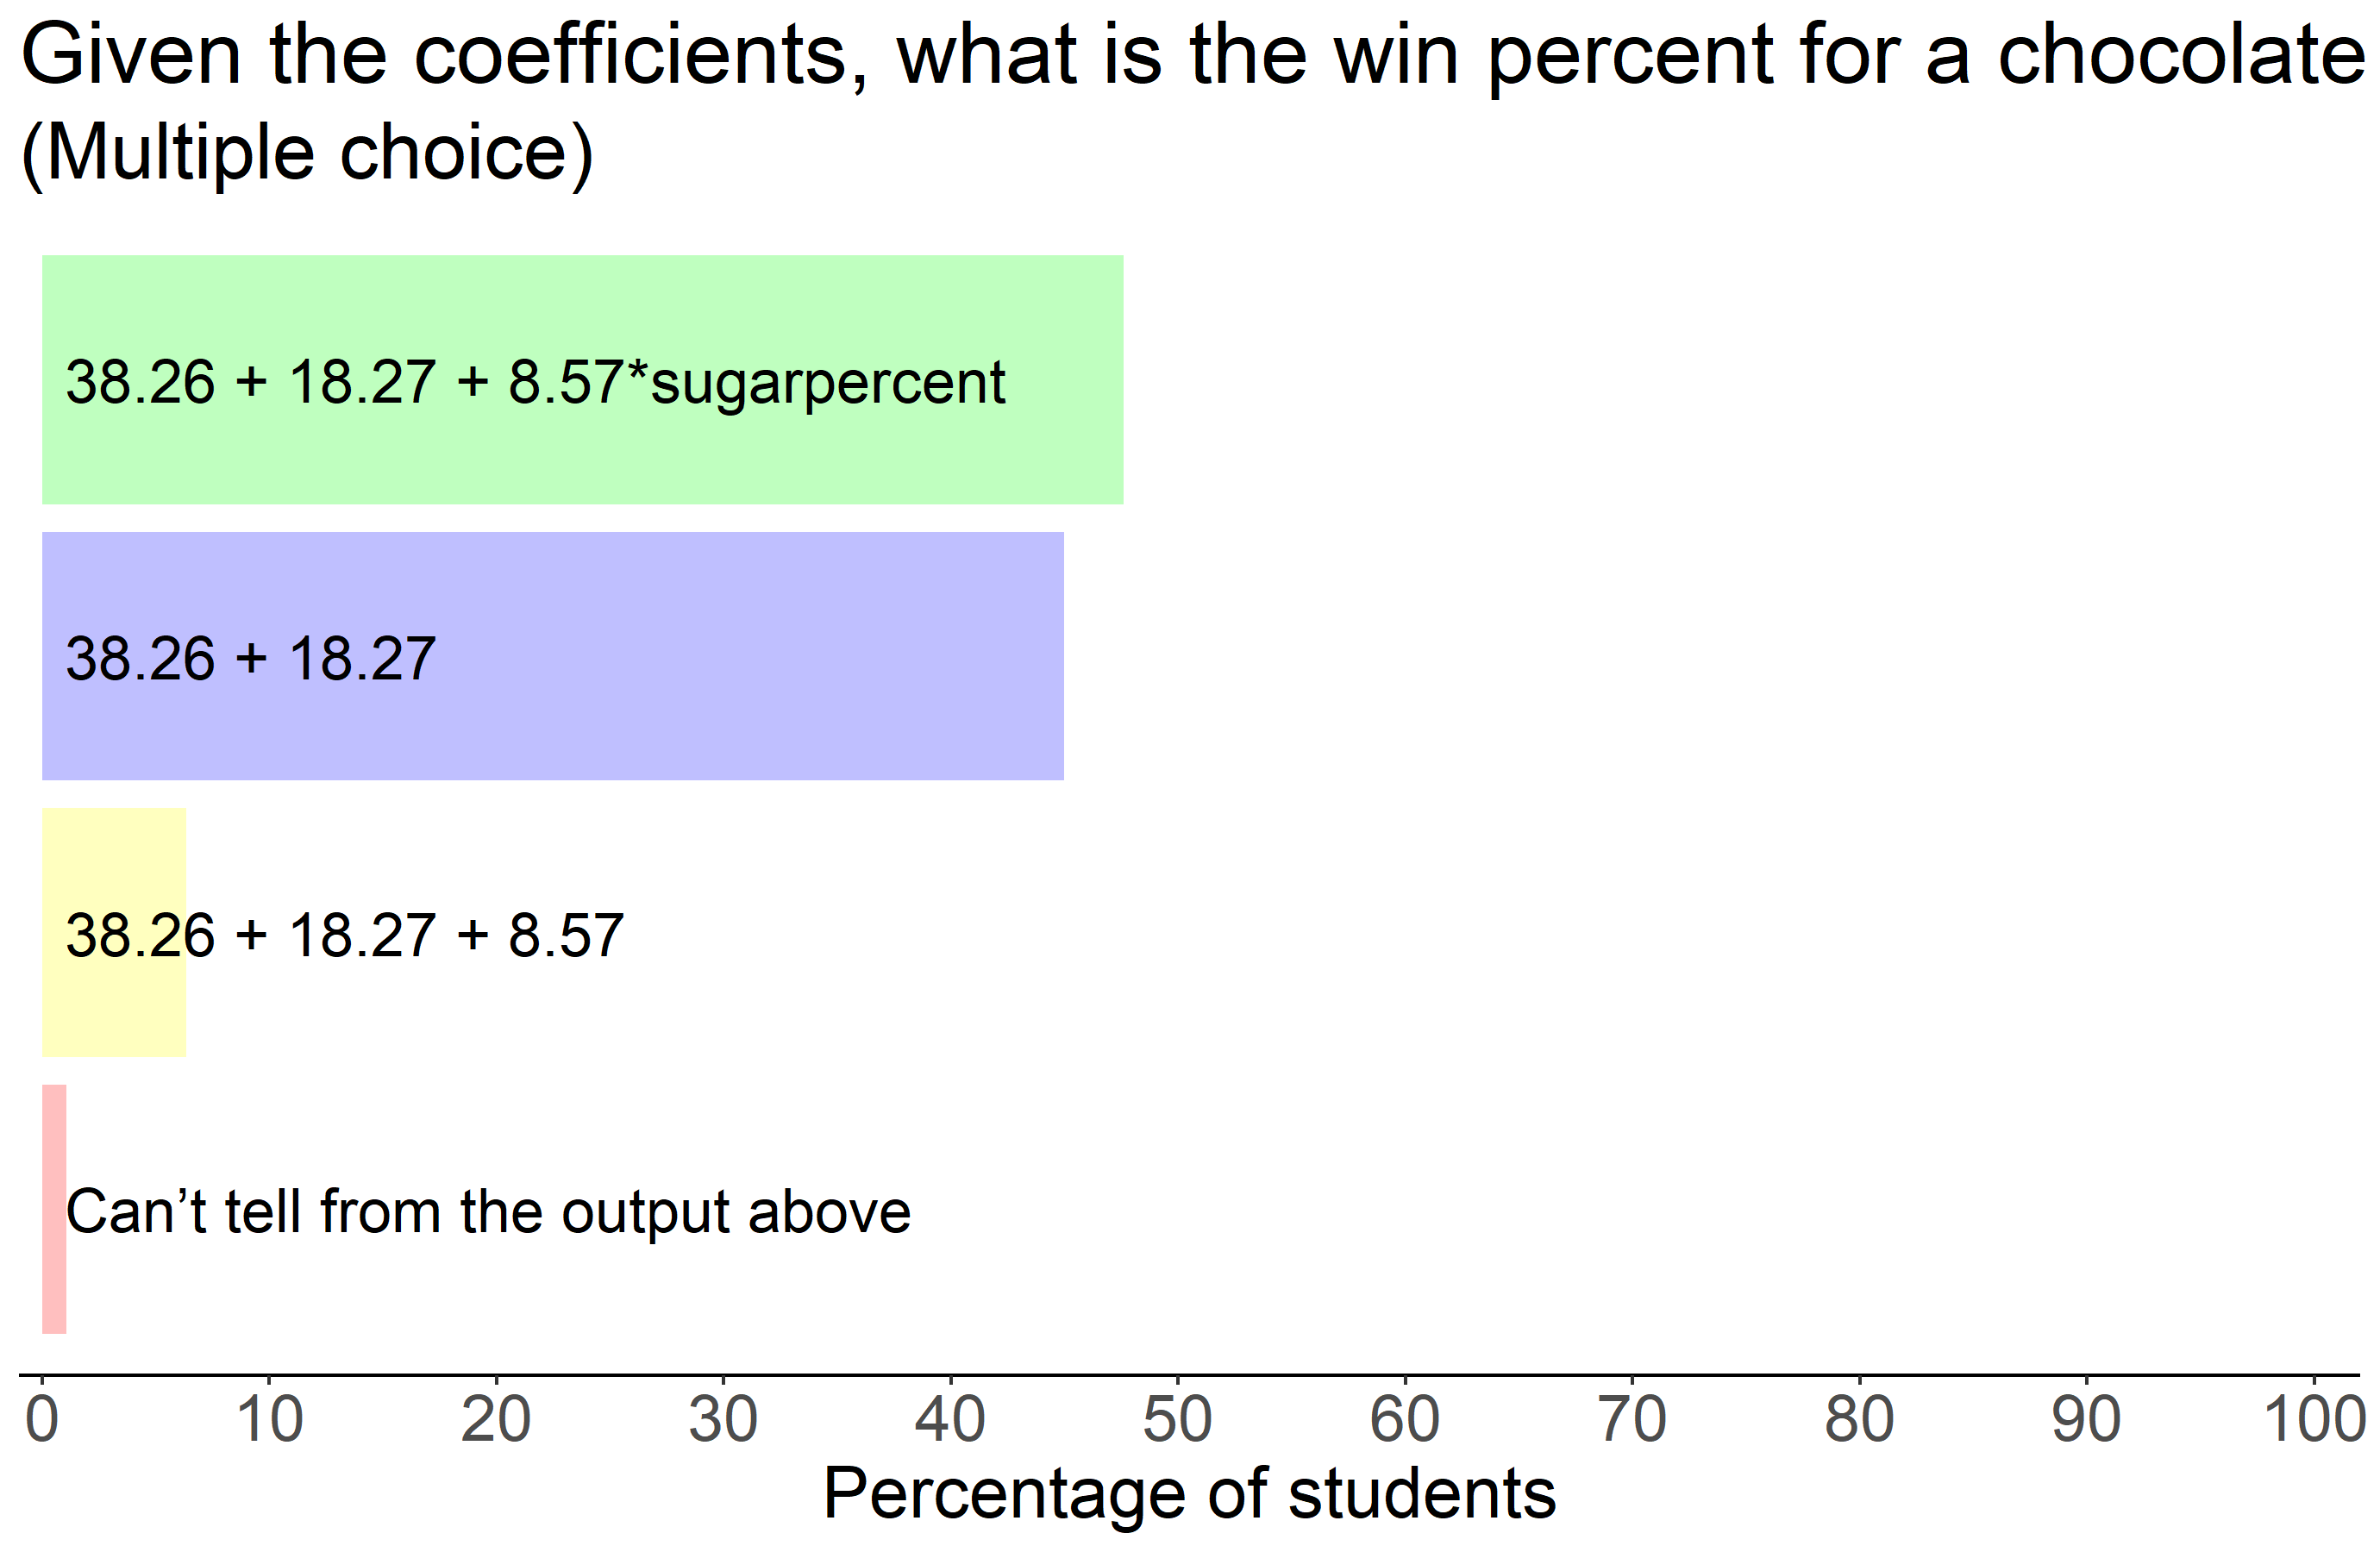 Given the coefficients, what is the win percent for a chocolate
(Multiple choice)
38.26 + 18.27 + 8.57*sugarpercent
38.26 + 18.27
38.26 + 18.27 + 8.57
Can’t tell from the output above
0 10 20 30 40 50 60 70 80 90 100
Percentage of students